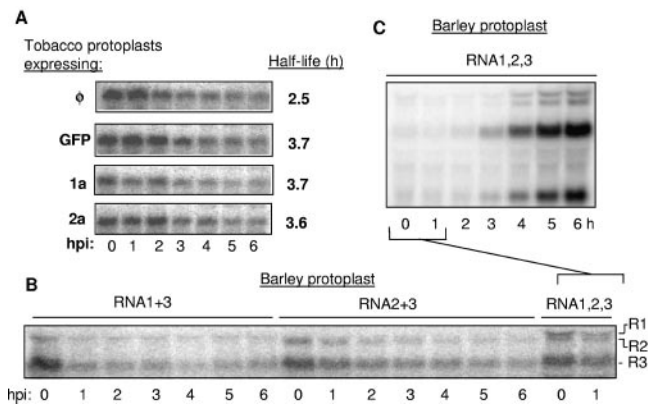 A
Tobacco protoplasts
expressing:
Half-life (h)
ϕ 2.5
GFP 3.7
1a 3.7
2a 3.6
hpi: 0 1 2 3 4 5 6
C
Barley protoplast
RNA1,2,3
0 1 2 3 4 5 6 h
B
Barley protoplast
RNA1+3 RNA2+3 RNA1,2,3
R1
R2
R3
hpi: 0 1 2 3 4 5 6 0 1 2 3 4 5 6 0 1